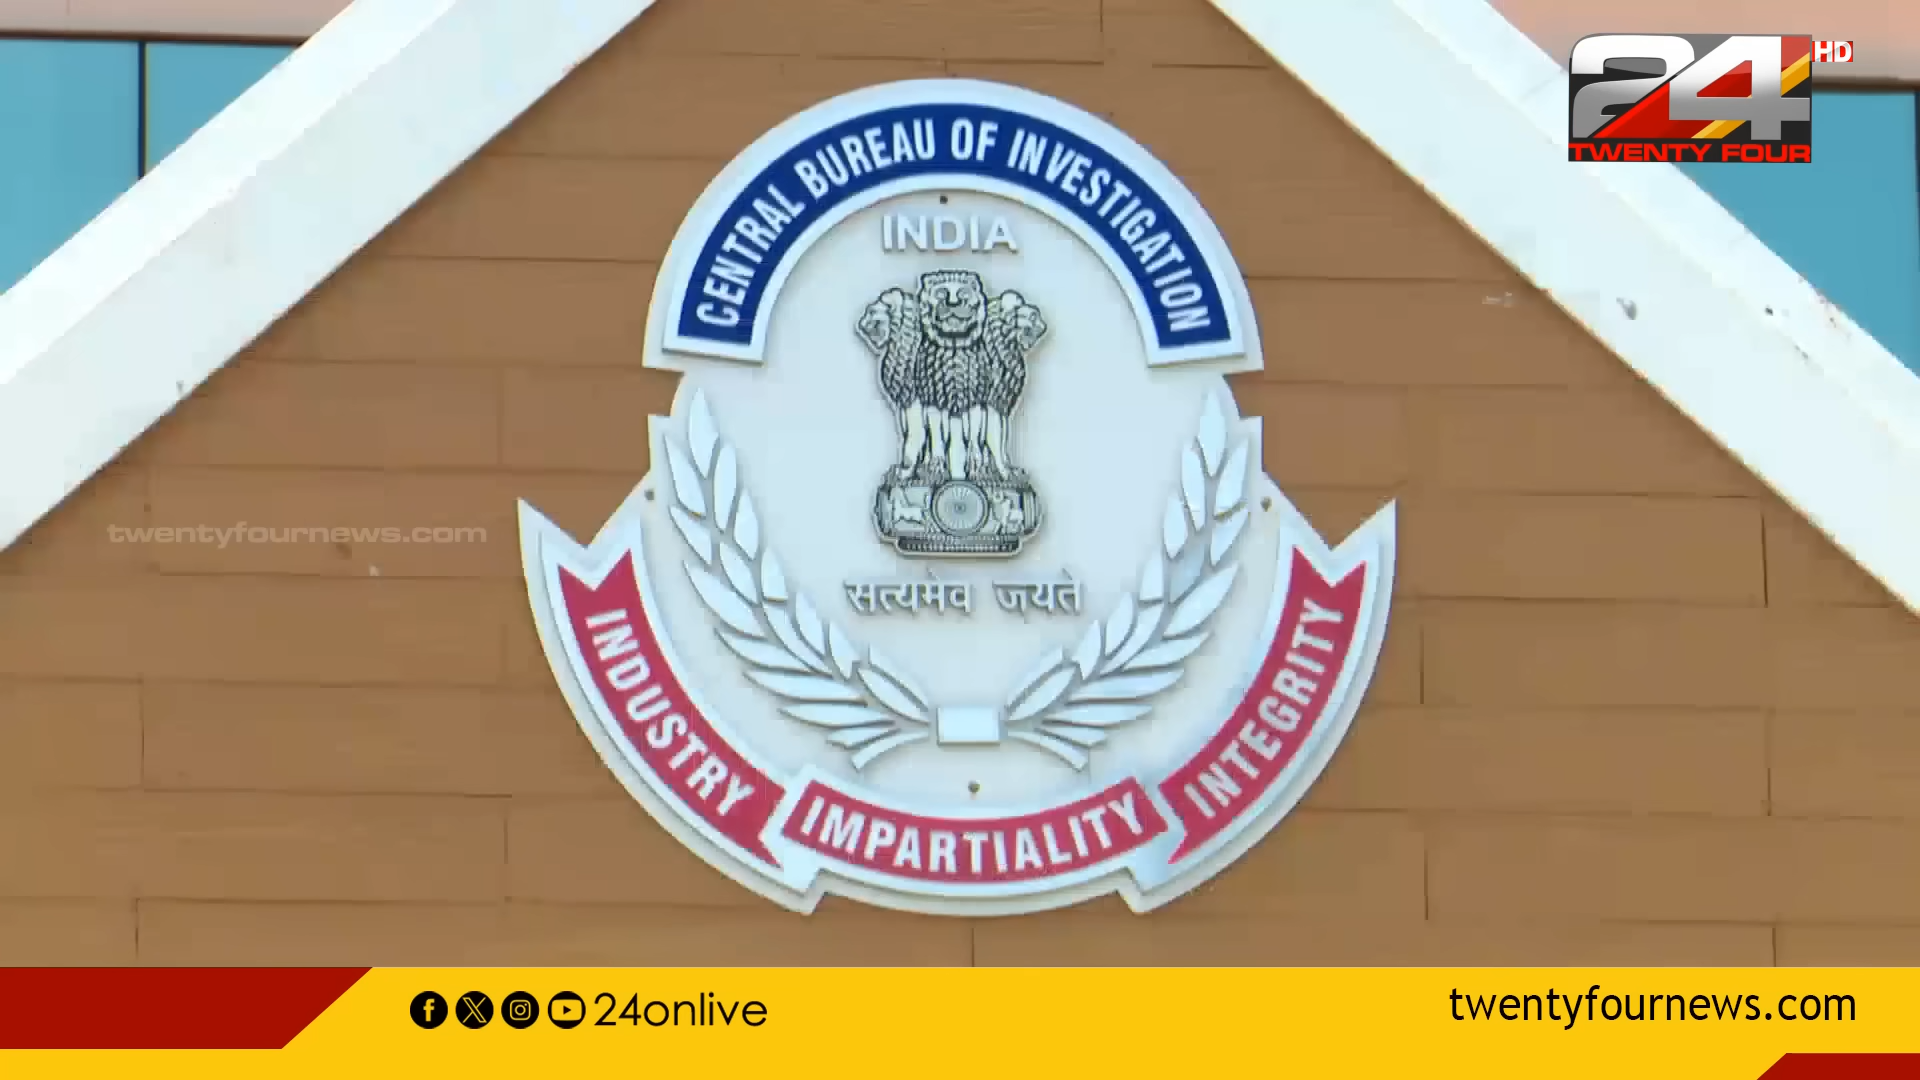 24 HD
TWENTY FOUR
CENTRAL BUREAU OF INVESTIGATION
INDIA
सत्यमेव जयते
twentyfournews.com
INDUSTRY
IMPARTIALITY
INTEGRITY
24onlive
twentyfournews.com